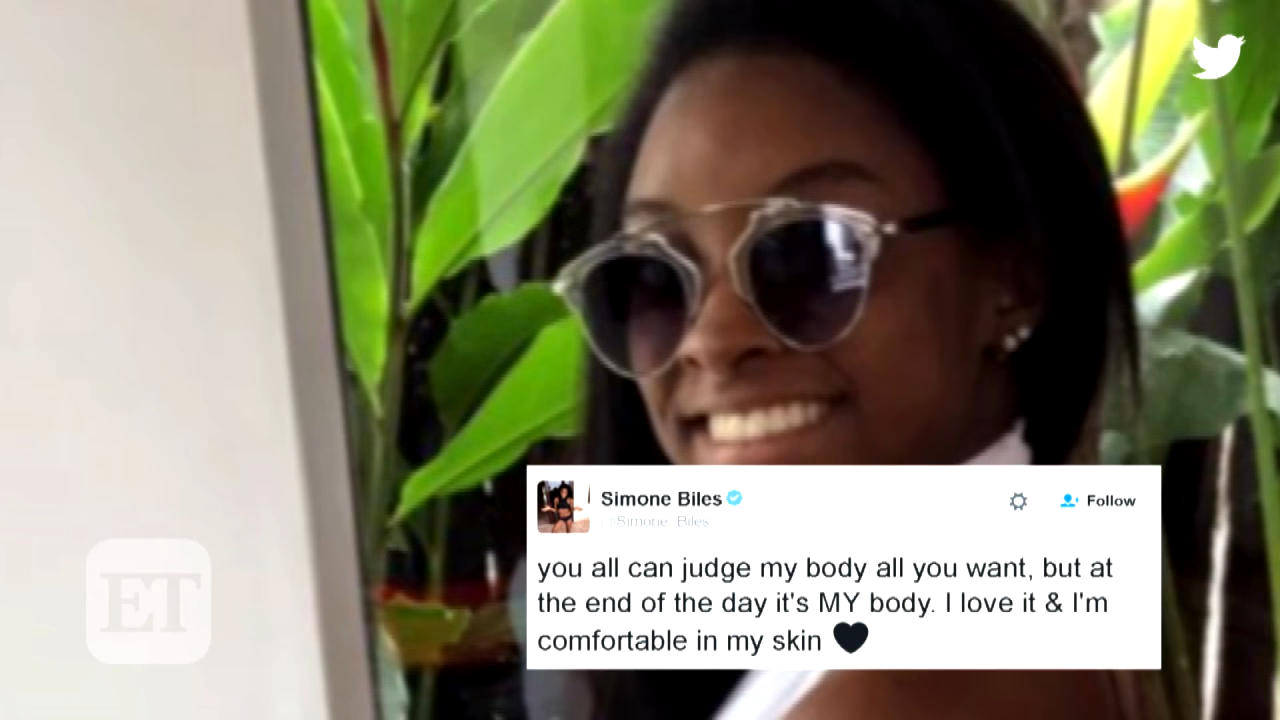 Simone Biles
Follow
@Simone_Biles
you all can judge my body all you want, but at
the end of the day it's MY body. I love it & I'm
comfortable in my skin 🖤
ET